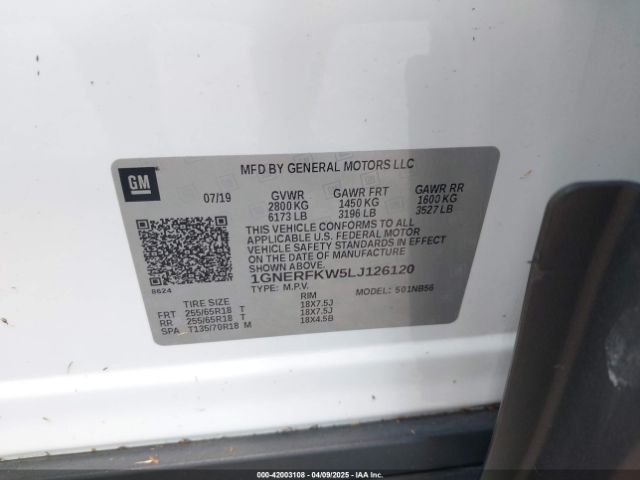 MFD BY GENERAL MOTORS LLC
GM
07/19 GVWR GAWR FRT GAWR RR
2800 KG 1450 KG 1600 KG
6173 LB 3196 LB 3527 LB
THIS VEHICLE CONFORMS TO ALL
APPLICABLE U.S. FEDERAL MOTOR
VEHICLE SAFETY STANDARDS IN EFFECT
ON THE DATE OF MANUFACTURE
SHOWN ABOVE.
1GNERFKW5LJ126120
8624
TYPE: M.P.V. MODEL: 501NB56
TIRE SIZE RIM
FRT 255/65R18 T 18X7.5J
RR 255/65R18 T 18X7.5J
SPA T135/70R18 M 18X4.5B
000-42003108 - 04/09/2025 - IAAI.COM